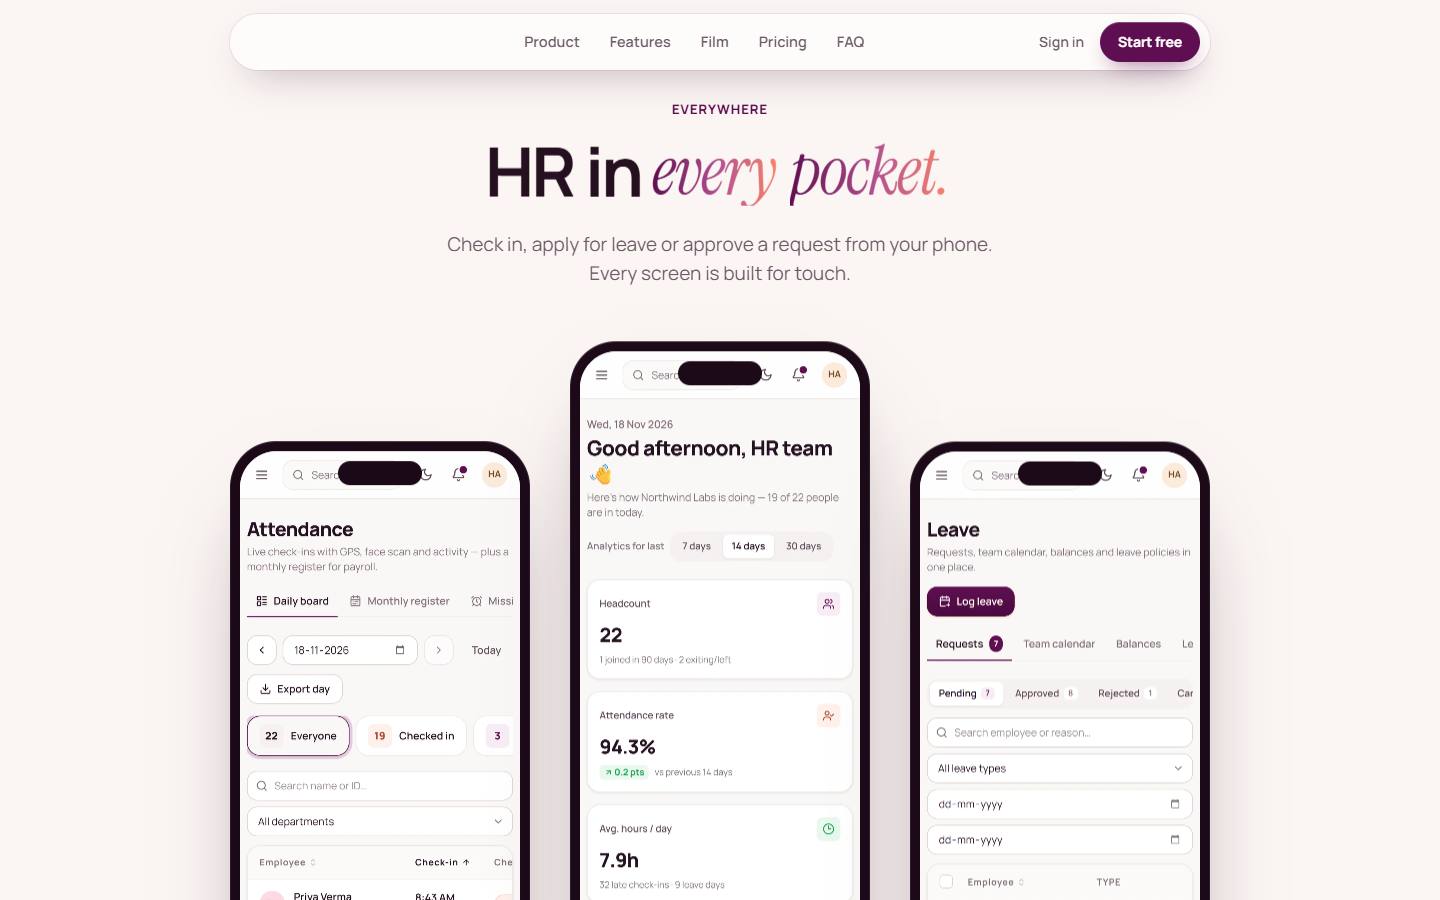 Product Features Film Pricing FAQ Sign in Start free
EVERYWHERE
HR in every pocket.
Check in, apply for leave or approve a request from your phone.
Every screen is built for touch.
HA
Attendance
Live check-ins with GPS, face scan and activity — plus a
monthly register for payroll.
Daily board Monthly register Missi
18-11-2026 Today
Export day
22 Everyone 19 Checked in 3
Search name or ID...
All departments
Employee Check-in ↑ Che
Priya Verma 8:43 AM
HA
Wed, 18 Nov 2026
Good afternoon, HR team
👋
Here's how Northwind Labs is doing — 19 of 22 people
are in today.
Analytics for last 7 days 14 days 30 days
Headcount
22
1 joined in 90 days · 2 exiting/left
Attendance rate
94.3%
0.2 pts vs previous 14 days
Avg. hours / day
7.9h
32 late check-ins · 9 leave days
HA
Leave
Requests, team calendar, balances and leave policies in
one place.
Log leave
Requests 7 Team calendar Balances Le
Pending 7 Approved 8 Rejected 1 Can
Search employee or reason...
All leave types
dd-mm-yyyy
dd-mm-yyyy
Employee TYPE